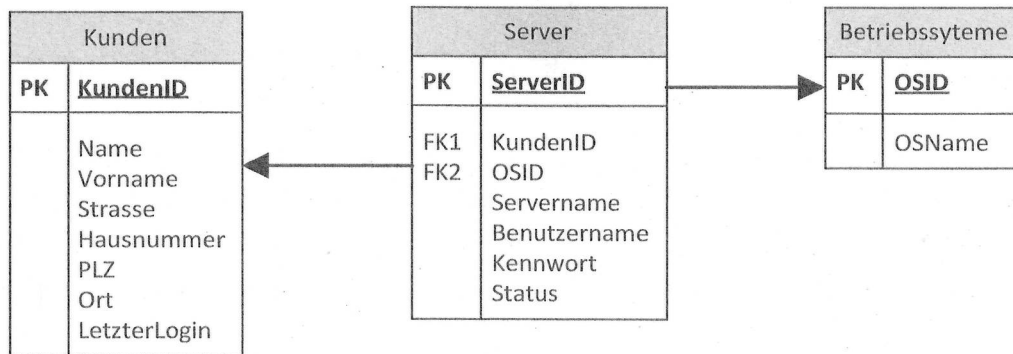 Kunden
PK KundenID
Name
Vorname
Strasse
Hausnummer
PLZ
Ort
LetzterLogin
Server
PK ServerID
FK1 KundenID
FK2 OSID
Servername
Benutzername
Kennwort
Status
Betriebssyteme
PK OSID
OSName